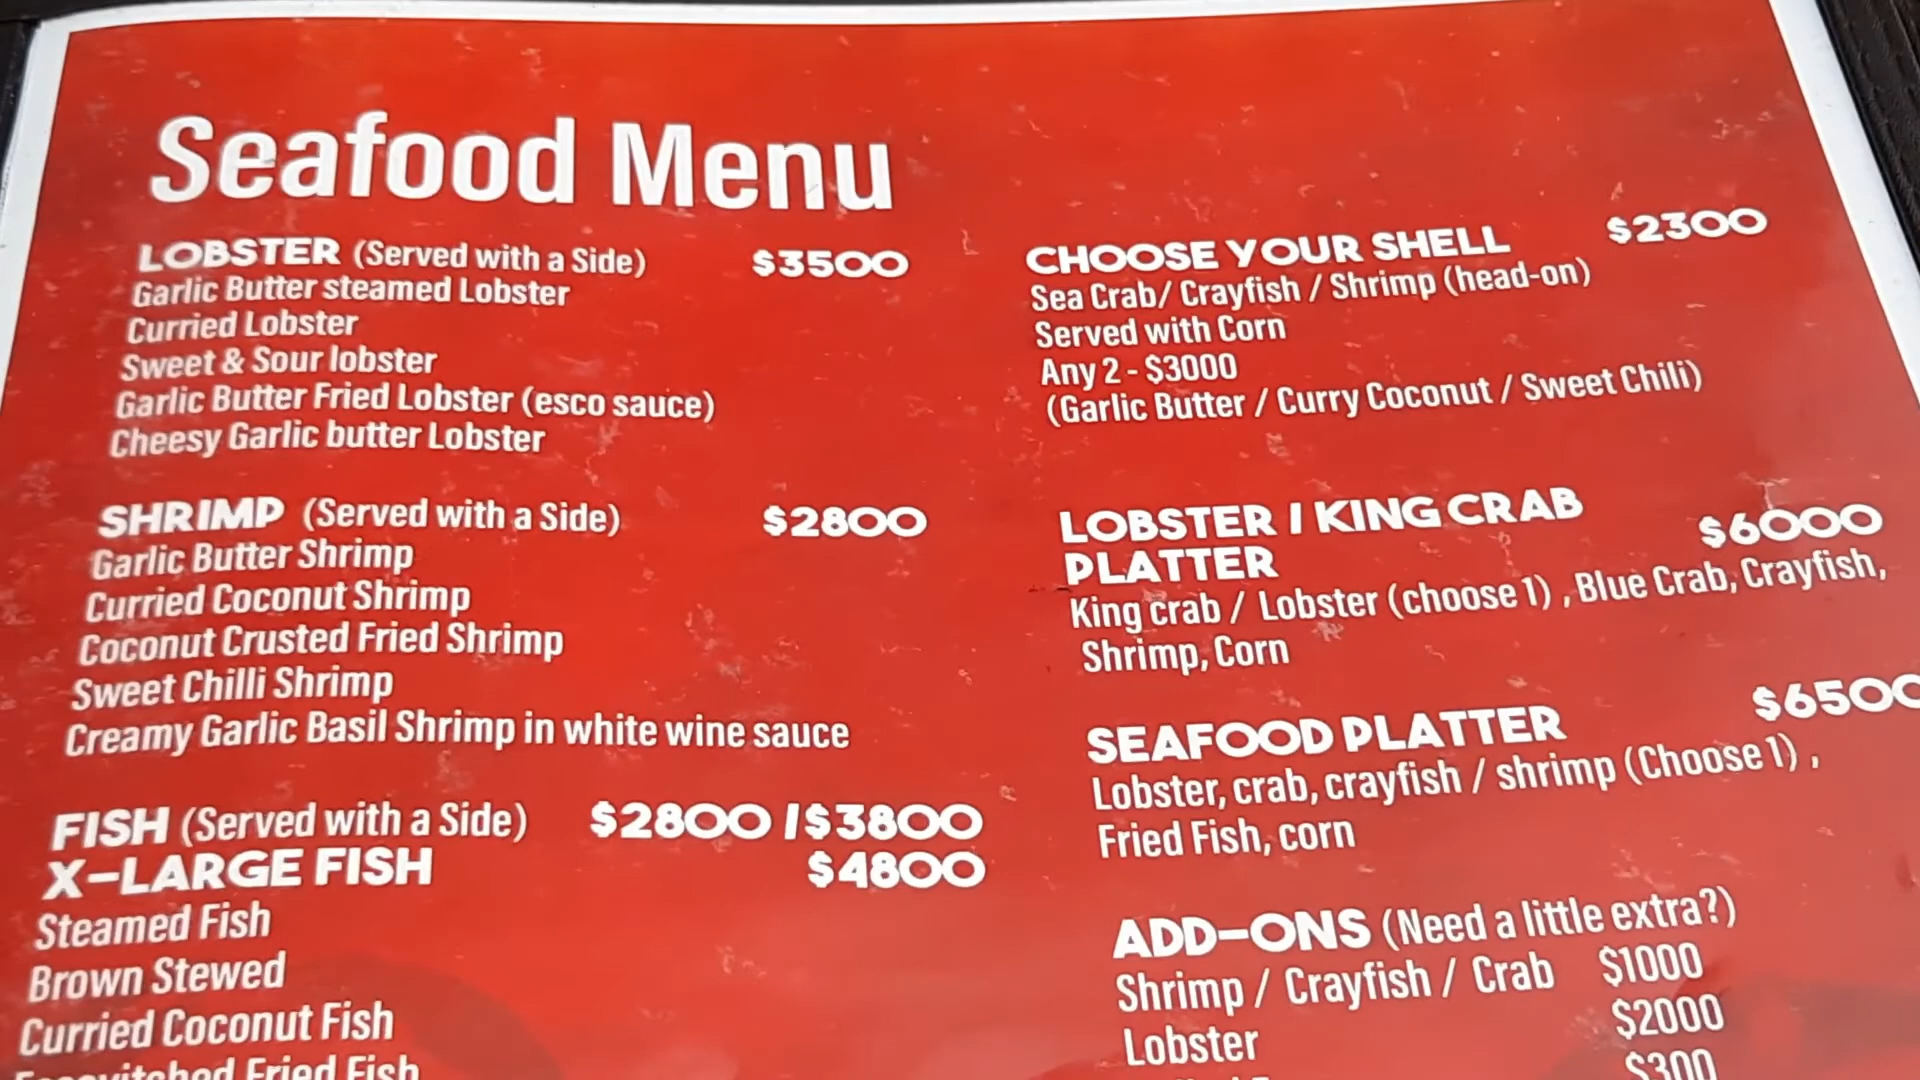 Seafood Menu
LOBSTER (Served with a Side) $3500
Garlic Butter steamed Lobster
Curried Lobster
Sweet & Sour lobster
Garlic Butter Fried Lobster (esco sauce)
Cheesy Garlic butter Lobster
SHRIMP (Served with a Side) $2800
Garlic Butter Shrimp
Curried Coconut Shrimp
Coconut Crusted Fried Shrimp
Sweet Chilli Shrimp
Creamy Garlic Basil Shrimp in white wine sauce
FISH (Served with a Side) $2800 / $3800
X-LARGE FISH $4800
Steamed Fish
Brown Stewed
Curried Coconut Fish
Fried Fish
CHOOSE YOUR SHELL $2300
Sea Crab/ Crayfish / Shrimp (head-on)
Served with Corn
Any 2 - $3000
(Garlic Butter / Curry Coconut / Sweet Chili)
LOBSTER / KING CRAB
PLATTER $6000
King crab / Lobster (choose 1) , Blue Crab, Crayfish,
Shrimp, Corn
SEAFOOD PLATTER $6500
Lobster, crab, crayfish / shrimp (Choose 1) ,
Fried Fish, corn
ADD-ONS (Need a little extra?)
Shrimp / Crayfish / Crab $1000
Lobster $2000
$300